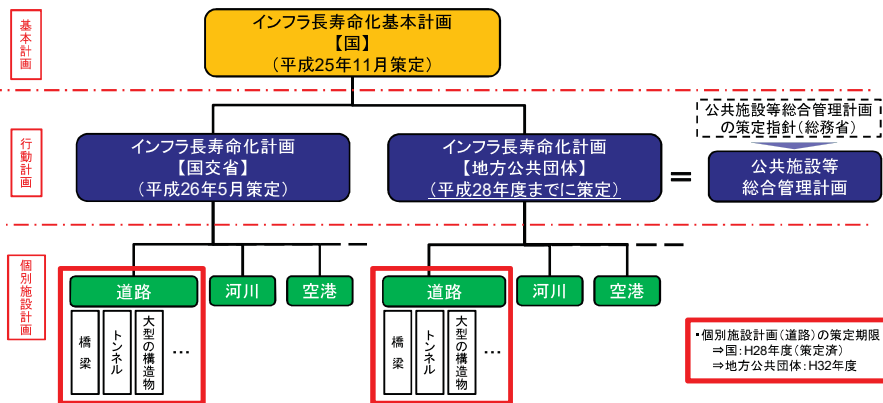 基本計画
インフラ長寿命化基本計画
【国】
（平成25年11月策定）
行動計画
インフラ長寿命化計画
【国交省】
（平成26年5月策定）
インフラ長寿命化計画
【地方公共団体】
（平成28年度までに策定）
＝
公共施設等総合管理計画
の策定指針（総務省）
公共施設等
総合管理計画
個別施設計画
道路
河川
空港
橋梁
トンネル
大型の構造物
…
道路
河川
空港
橋梁
トンネル
大型の構造物
…
・個別施設計画（道路）の策定期限
⇒国：H28年度（策定済）
⇒地方公共団体：H32年度